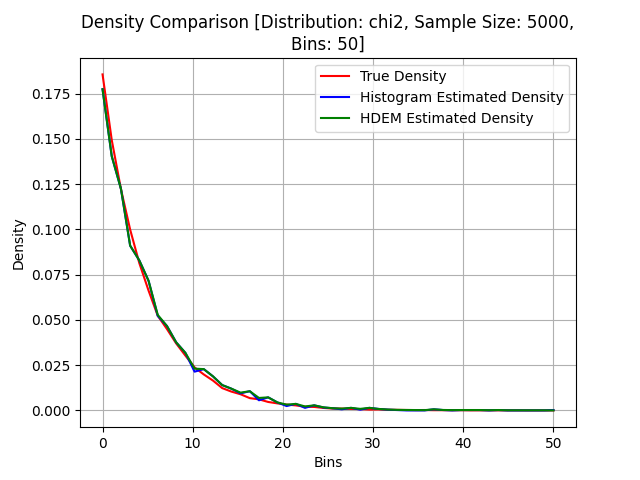 Density Comparison [Distribution: chi2, Sample Size: 5000,
Bins: 50]
True Density
Histogram Estimated Density
HDEM Estimated Density
Density
0.175
0.150
0.125
0.100
0.075
0.050
0.025
0.000
0 10 20 30 40 50
Bins